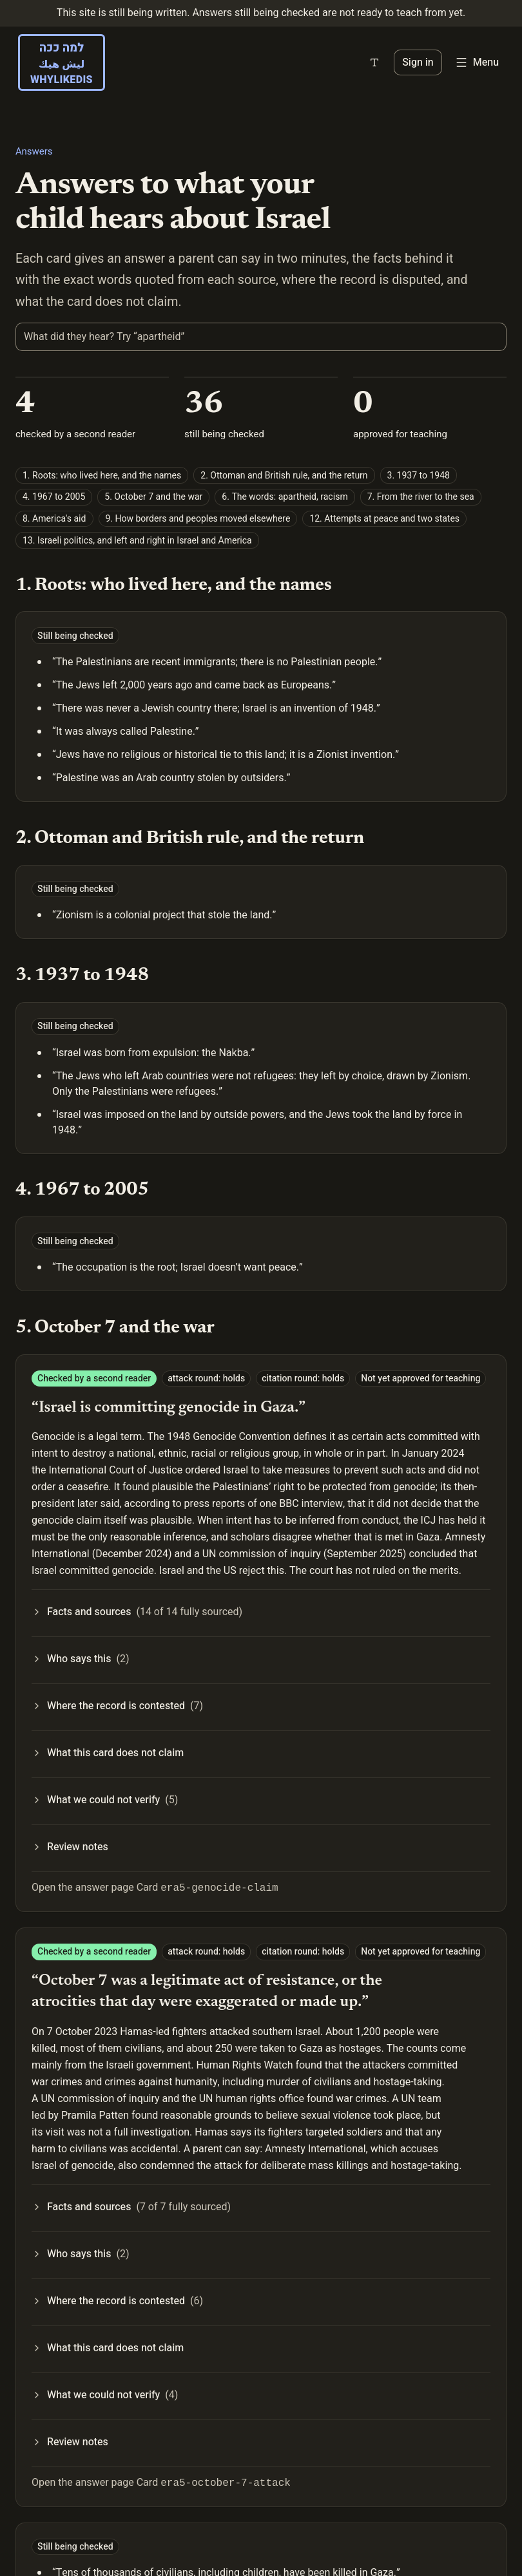 This site is still being written. Answers still being checked are not ready to teach from yet.
למה ככה
ليش هيك
WHYLIKEDIS
Sign in
Menu
Answers
Answers to what your
child hears about Israel
Each card gives an answer a parent can say in two minutes, the facts behind it
with the exact words quoted from each source, where the record is disputed, and
what the card does not claim.
What did they hear? Try “apartheid”
4
checked by a second reader
36
still being checked
0
approved for teaching
1. Roots: who lived here, and the names
2. Ottoman and British rule, and the return
3. 1937 to 1948
4. 1967 to 2005
5. October 7 and the war
6. The words: apartheid, racism
7. From the river to the sea
8. America's aid
9. How borders and peoples moved elsewhere
12. Attempts at peace and two states
13. Israeli politics, and left and right in Israel and America
1. Roots: who lived here, and the names
Still being checked
“The Palestinians are recent immigrants; there is no Palestinian people.”
“The Jews left 2,000 years ago and came back as Europeans.”
“There was never a Jewish country there; Israel is an invention of 1948.”
“It was always called Palestine.”
“Jews have no religious or historical tie to this land; it is a Zionist invention.”
“Palestine was an Arab country stolen by outsiders.”
2. Ottoman and British rule, and the return
Still being checked
“Zionism is a colonial project that stole the land.”
3. 1937 to 1948
Still being checked
“Israel was born from expulsion: the Nakba.”
“The Jews who left Arab countries were not refugees: they left by choice, drawn by Zionism.
Only the Palestinians were refugees.”
“Israel was imposed on the land by outside powers, and the Jews took the land by force in
1948.”
4. 1967 to 2005
Still being checked
“The occupation is the root; Israel doesn’t want peace.”
5. October 7 and the war
Checked by a second reader
attack round: holds
citation round: holds
Not yet approved for teaching
“Israel is committing genocide in Gaza.”
Genocide is a legal term. The 1948 Genocide Convention defines it as certain acts committed with
intent to destroy a national, ethnic, racial or religious group, in whole or in part. In January 2024
the International Court of Justice ordered Israel to take measures to prevent such acts and did not
order a ceasefire. It found plausible the Palestinians’ right to be protected from genocide; its then-
president later said, according to press reports of one BBC interview, that it did not decide that the
genocide claim itself was plausible. When intent has to be inferred from conduct, the ICJ has held it
must be the only reasonable inference, and scholars disagree whether that is met in Gaza. Amnesty
International (December 2024) and a UN commission of inquiry (September 2025) concluded that
Israel committed genocide. Israel and the US reject this. The court has not ruled on the merits.
Facts and sources (14 of 14 fully sourced)
Who says this (2)
Where the record is contested (7)
What this card does not claim
What we could not verify (5)
Review notes
Open the answer page Card era5-genocide-claim
Checked by a second reader
attack round: holds
citation round: holds
Not yet approved for teaching
“October 7 was a legitimate act of resistance, or the
atrocities that day were exaggerated or made up.”
On 7 October 2023 Hamas-led fighters attacked southern Israel. About 1,200 people were
killed, most of them civilians, and about 250 were taken to Gaza as hostages. The counts come
mainly from the Israeli government. Human Rights Watch found that the attackers committed
war crimes and crimes against humanity, including murder of civilians and hostage-taking.
A UN commission of inquiry and the UN human rights office found war crimes. A UN team
led by Pramila Patten found reasonable grounds to believe sexual violence took place, but
its visit was not a full investigation. Hamas says its fighters targeted soldiers and that any
harm to civilians was accidental. A parent can say: Amnesty International, which accuses
Israel of genocide, also condemned the attack for deliberate mass killings and hostage-taking.
Facts and sources (7 of 7 fully sourced)
Who says this (2)
Where the record is contested (6)
What this card does not claim
What we could not verify (4)
Review notes
Open the answer page Card era5-october-7-attack
Still being checked
“Tens of thousands of civilians, including children, have been killed in Gaza.”